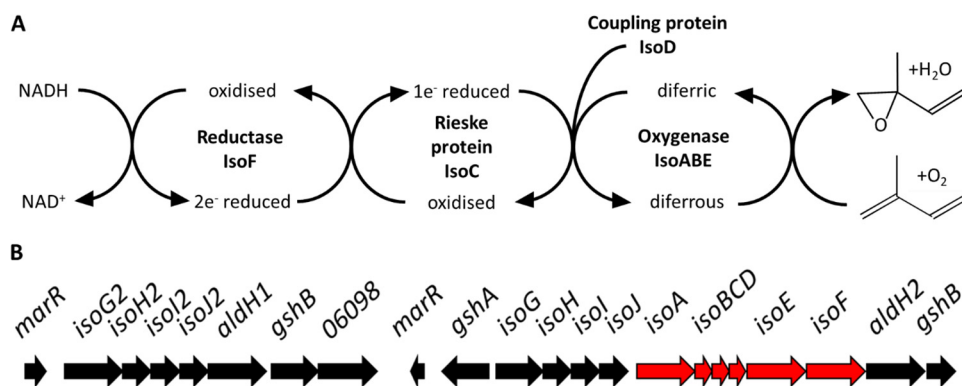 A
Coupling protein
IsoD
NADH
oxidised
1e⁻ reduced
diferric
+H₂O
O
Reductase
IsoF
Rieske
protein
IsoC
Oxygenase
IsoABE
NAD⁺
2e⁻ reduced
oxidised
diferrous
+O₂
B
marR
isoG2
isoH2
isoI2
isoJ2
aldH1
gshB
06098
marR
gshA
isoG
isoH
isoI
isoJ
isoA
isoBCD
isoE
isoF
aldH2
gshB